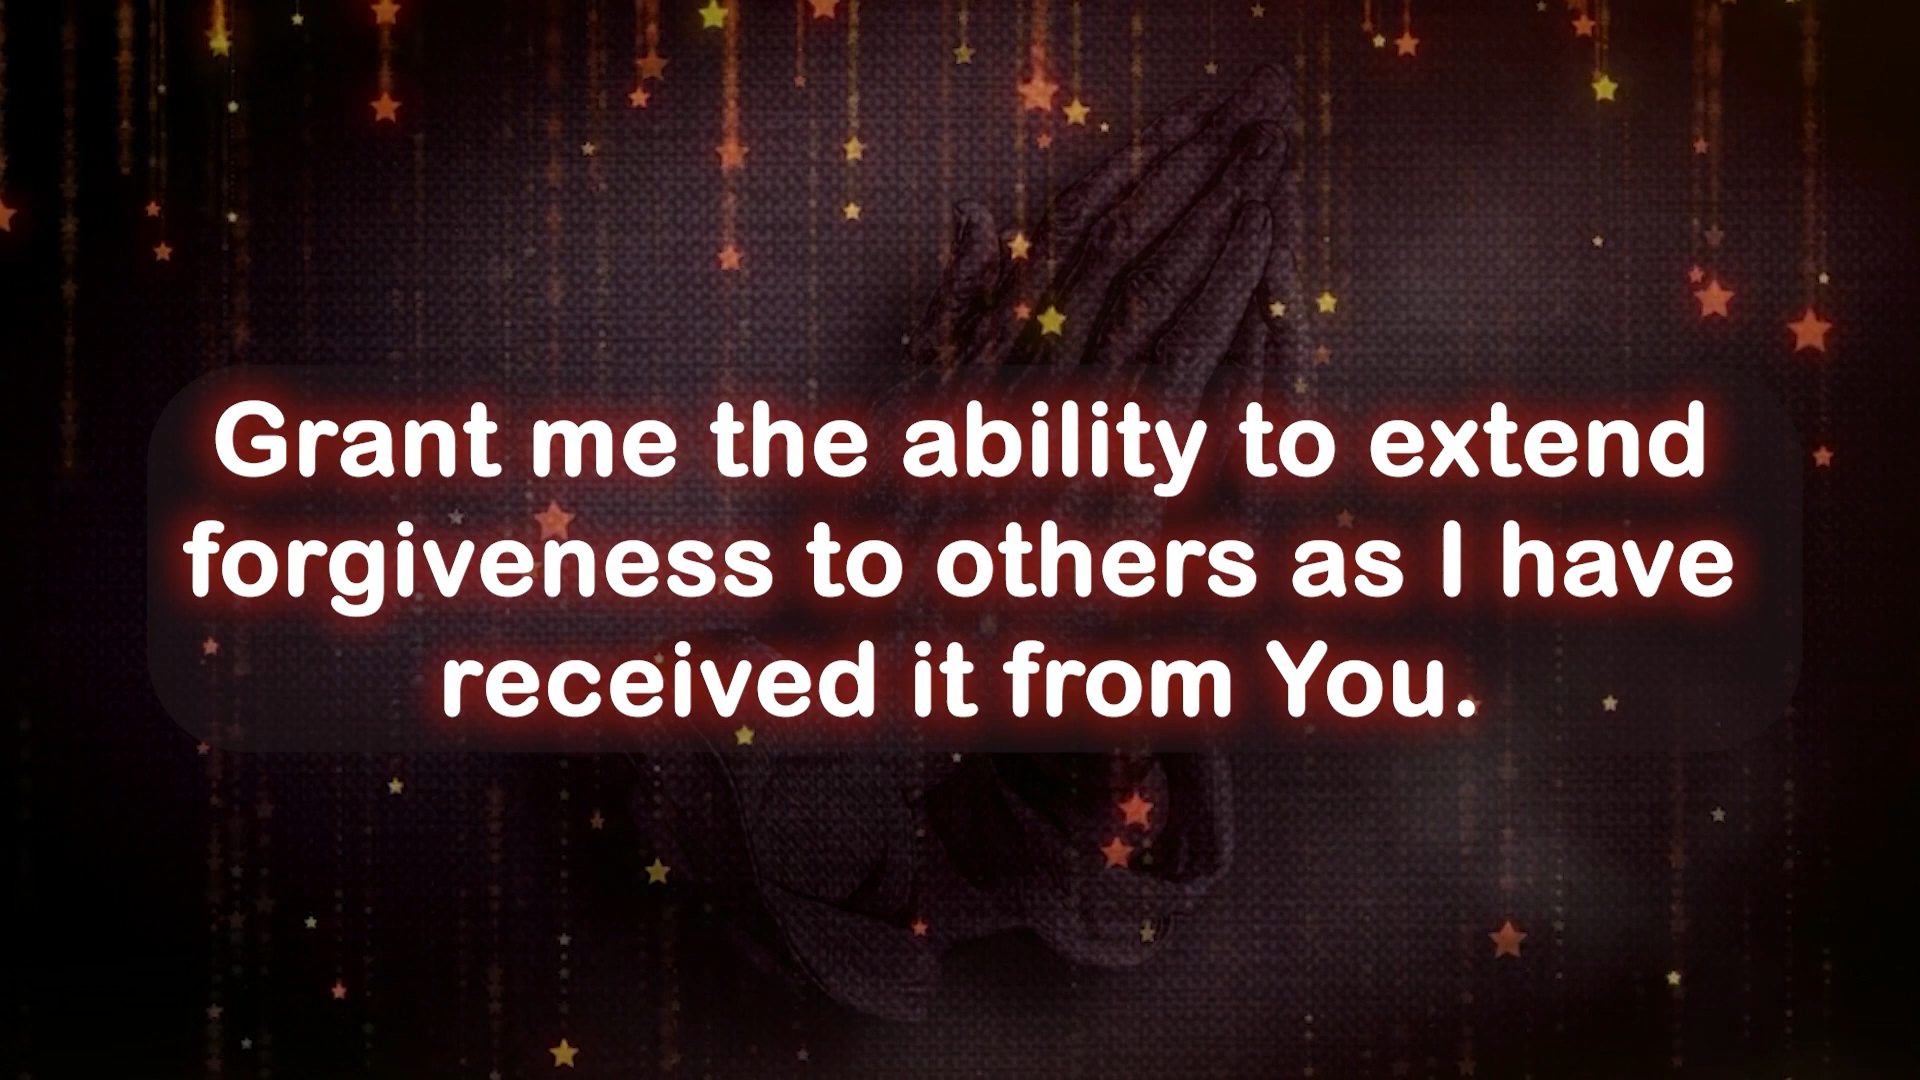 Grant me the ability to extend
forgiveness to others as I have
received it from You.